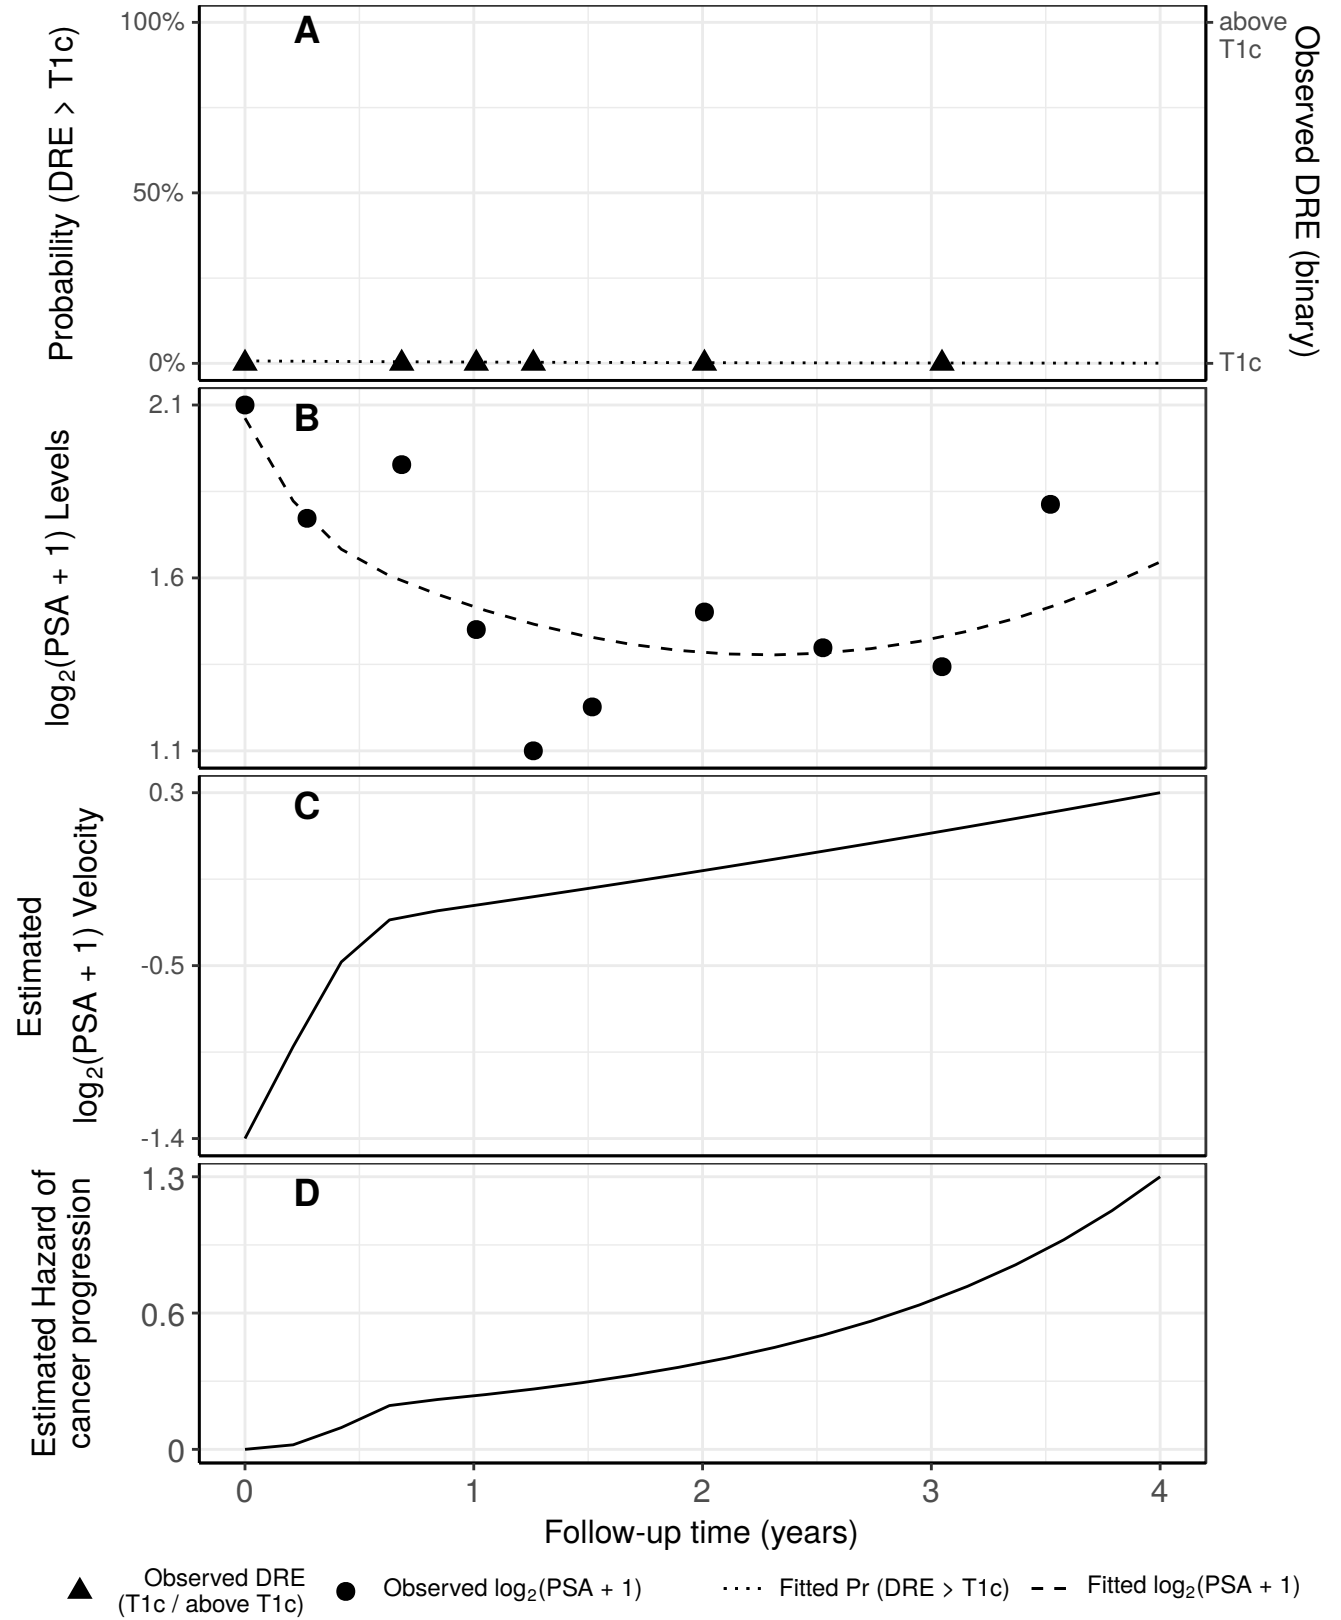 A
Probability (DRE > T1c)
100%
50%
0%
above
T1c
T1c
Observed DRE (binary)
B
log₂(PSA + 1) Levels
2.1
1.6
1.1
C
Estimated
log₂(PSA + 1) Velocity
0.3
-0.5
-1.4
D
Estimated Hazard of
cancer progression
1.3
0.6
0
0 1 2 3 4
Follow-up time (years)
Observed DRE
(T1c / above T1c)
Observed log₂(PSA + 1)
Fitted Pr (DRE > T1c)
Fitted log₂(PSA + 1)